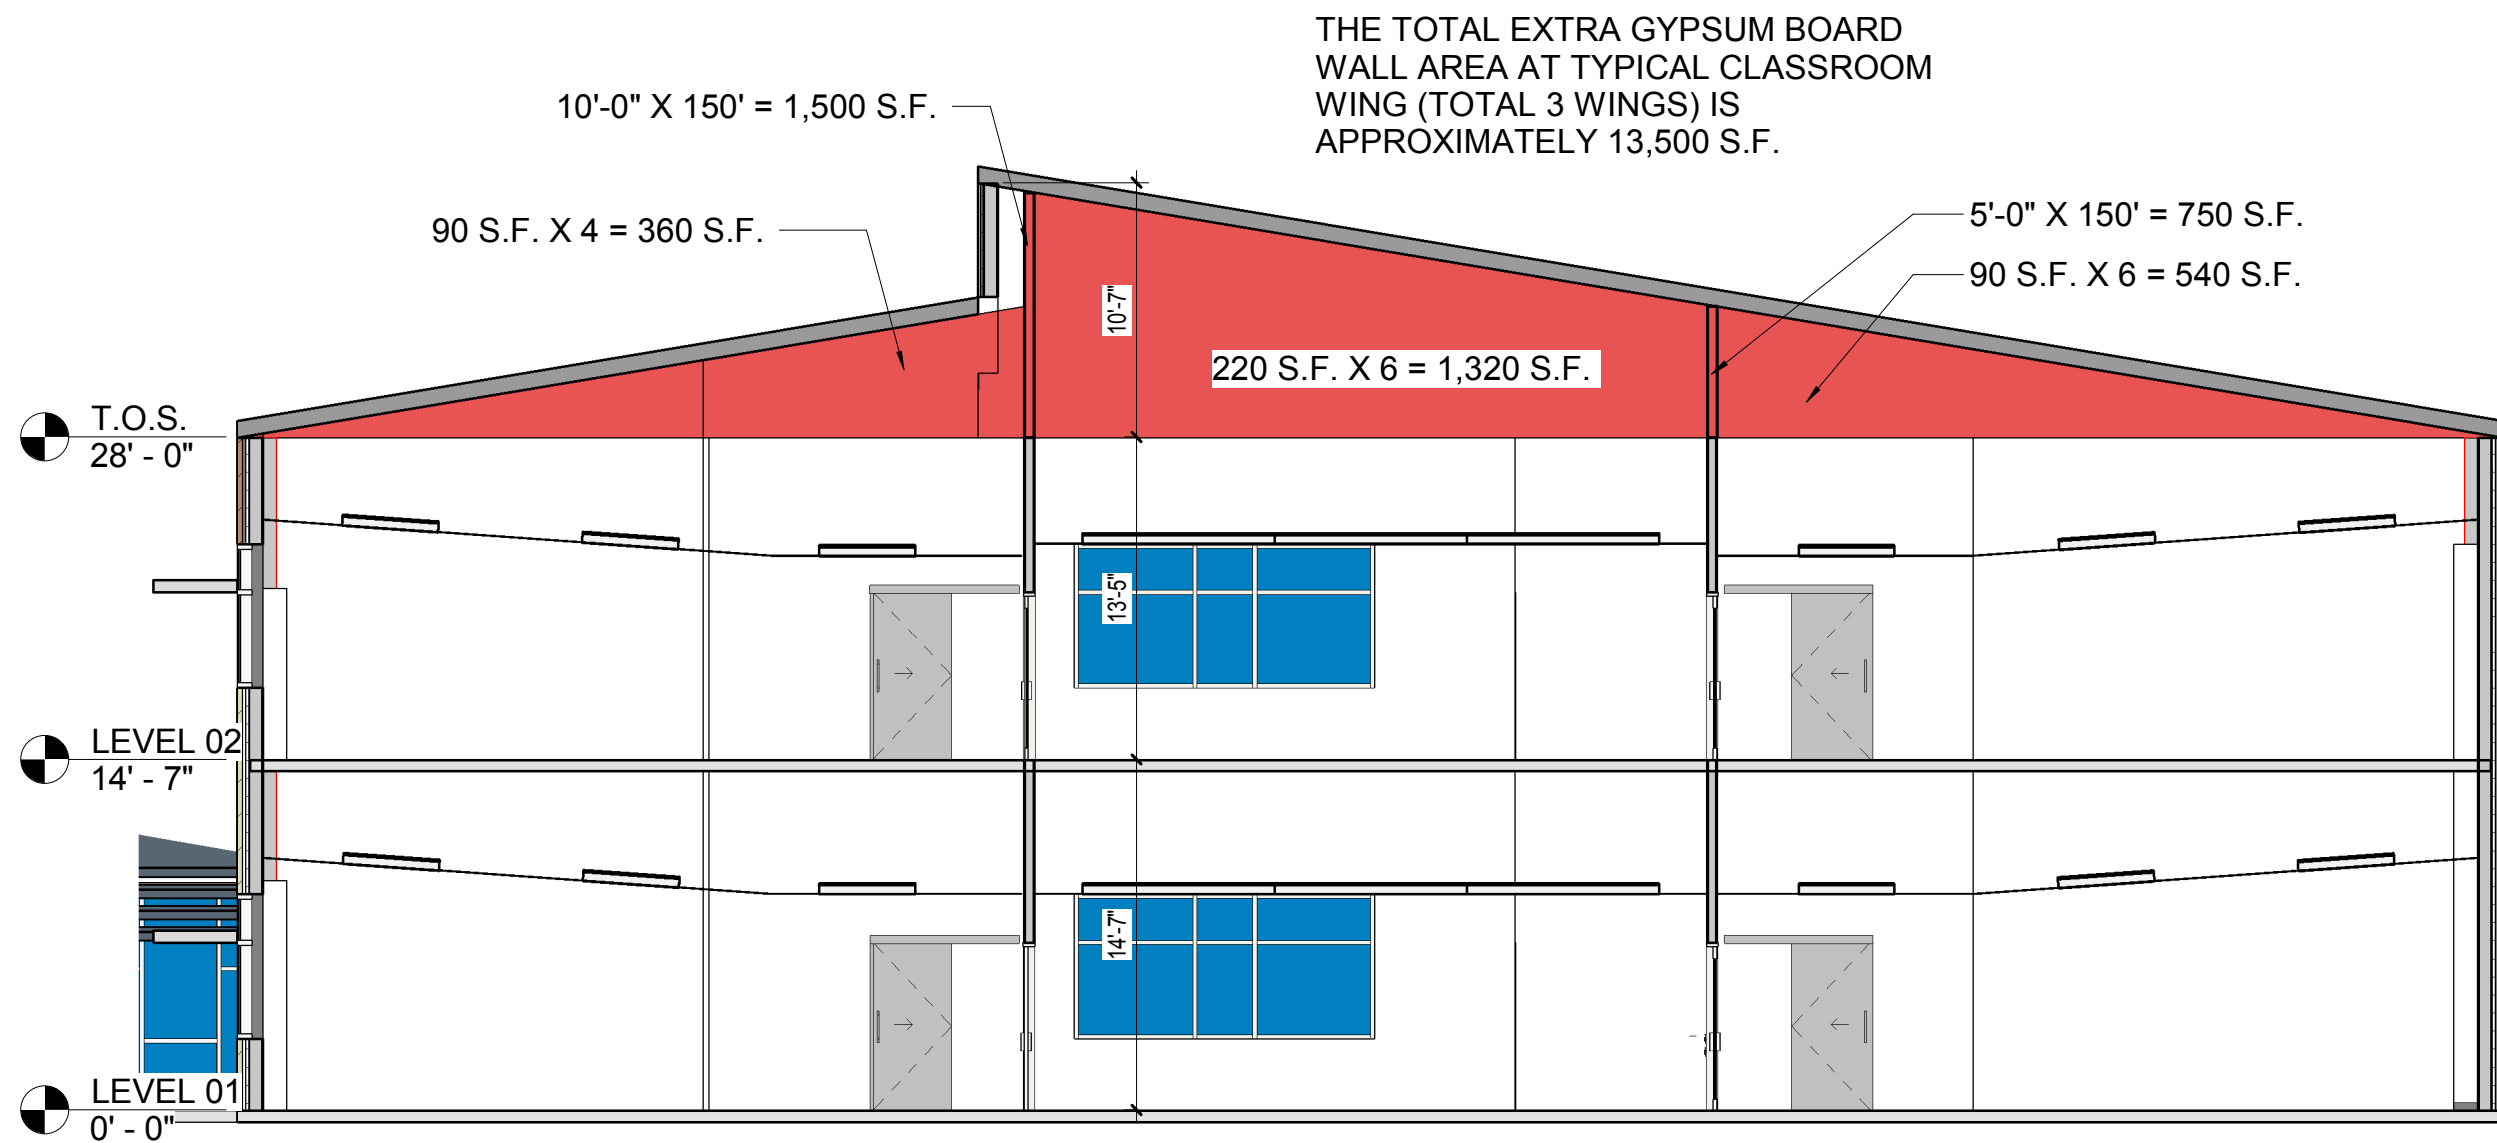 THE TOTAL EXTRA GYPSUM BOARD
WALL AREA AT TYPICAL CLASSROOM
WING (TOTAL 3 WINGS) IS
APPROXIMATELY 13,500 S.F.
10'-0" X 150' = 1,500 S.F.
90 S.F. X 4 = 360 S.F.
5'-0" X 150' = 750 S.F.
90 S.F. X 6 = 540 S.F.
10'-7"
220 S.F. X 6 = 1,320 S.F.
T.O.S.
28' - 0"
13'-5"
LEVEL 02
14' - 7"
14'-7"
LEVEL 01
0' - 0"